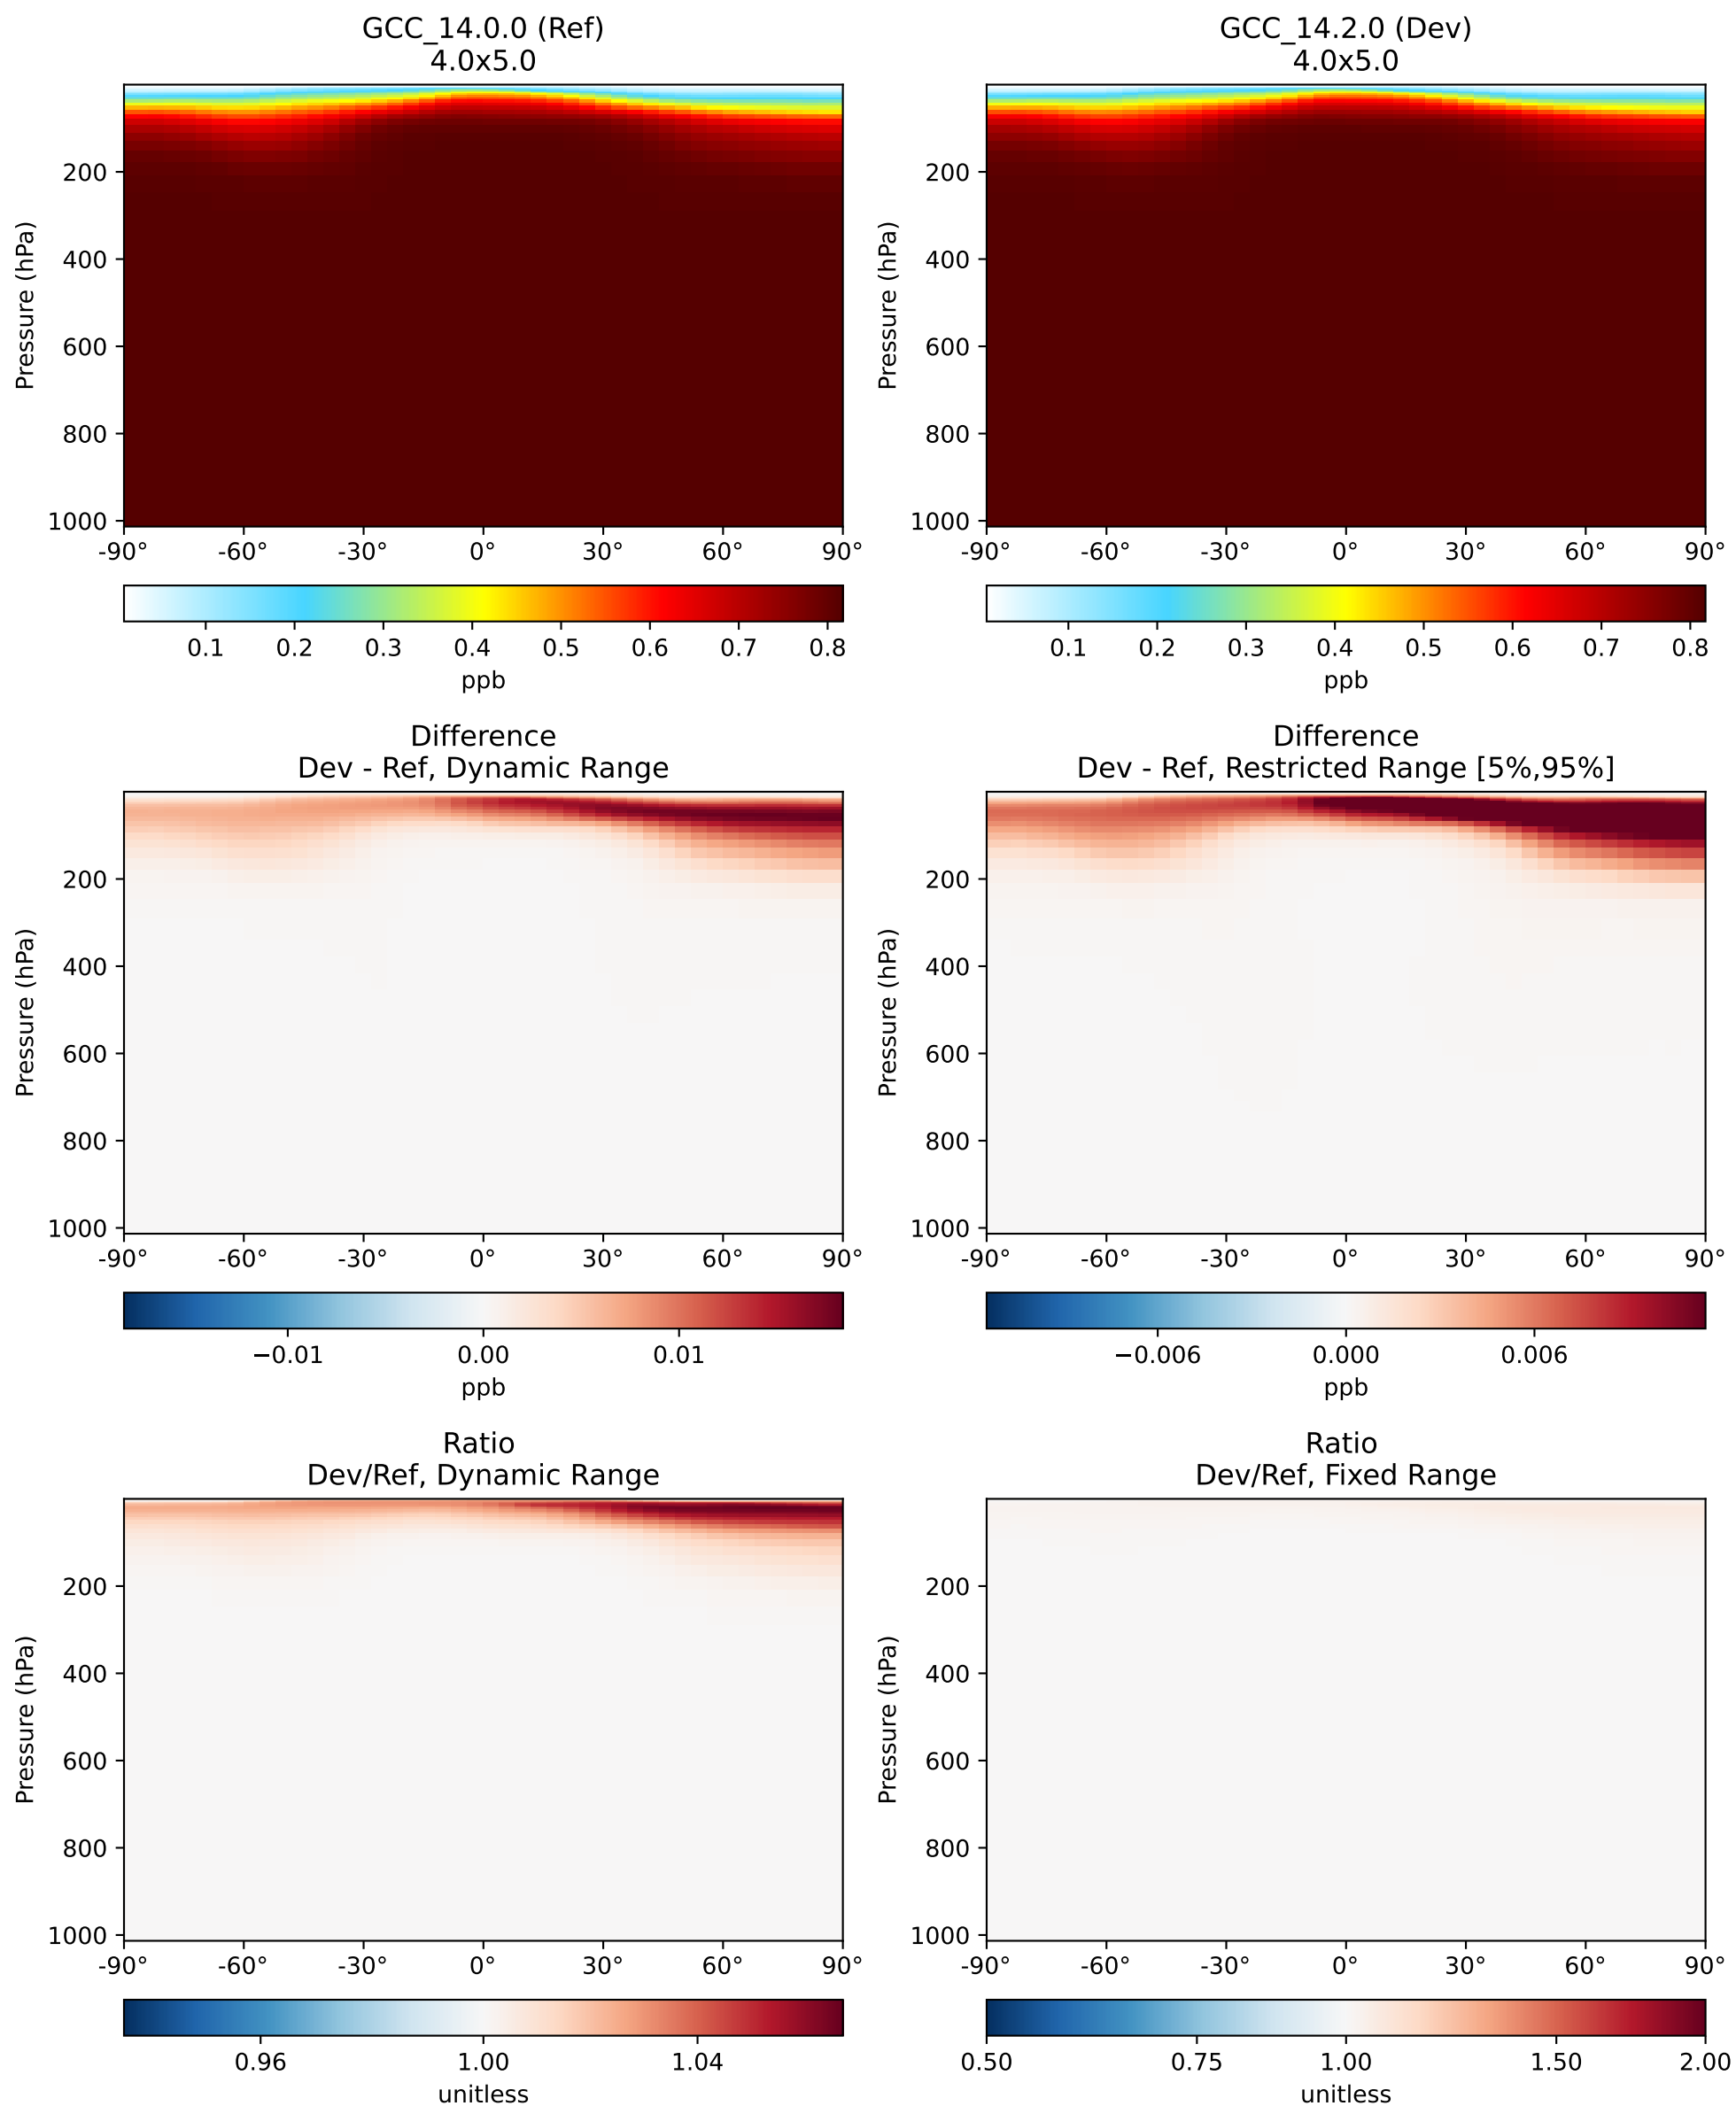 GCC_14.0.0 (Ref)
4.0x5.0
GCC_14.2.0 (Dev)
4.0x5.0
Pressure (hPa)
200
400
600
800
1000
-90° -60° -30° 0° 30° 60° 90°
0.1 0.2 0.3 0.4 0.5 0.6 0.7 0.8
ppb
Pressure (hPa)
200
400
600
800
1000
-90° -60° -30° 0° 30° 60° 90°
0.1 0.2 0.3 0.4 0.5 0.6 0.7 0.8
ppb
Difference
Dev - Ref, Dynamic Range
Pressure (hPa)
200
400
600
800
1000
-90° -60° -30° 0° 30° 60° 90°
−0.01 0.00 0.01
ppb
Difference
Dev - Ref, Restricted Range [5%,95%]
Pressure (hPa)
200
400
600
800
1000
-90° -60° -30° 0° 30° 60° 90°
−0.006 0.000 0.006
ppb
Ratio
Dev/Ref, Dynamic Range
Pressure (hPa)
200
400
600
800
1000
-90° -60° -30° 0° 30° 60° 90°
0.96 1.00 1.04
unitless
Ratio
Dev/Ref, Fixed Range
Pressure (hPa)
200
400
600
800
1000
-90° -60° -30° 0° 30° 60° 90°
0.50 0.75 1.00 1.50 2.00
unitless